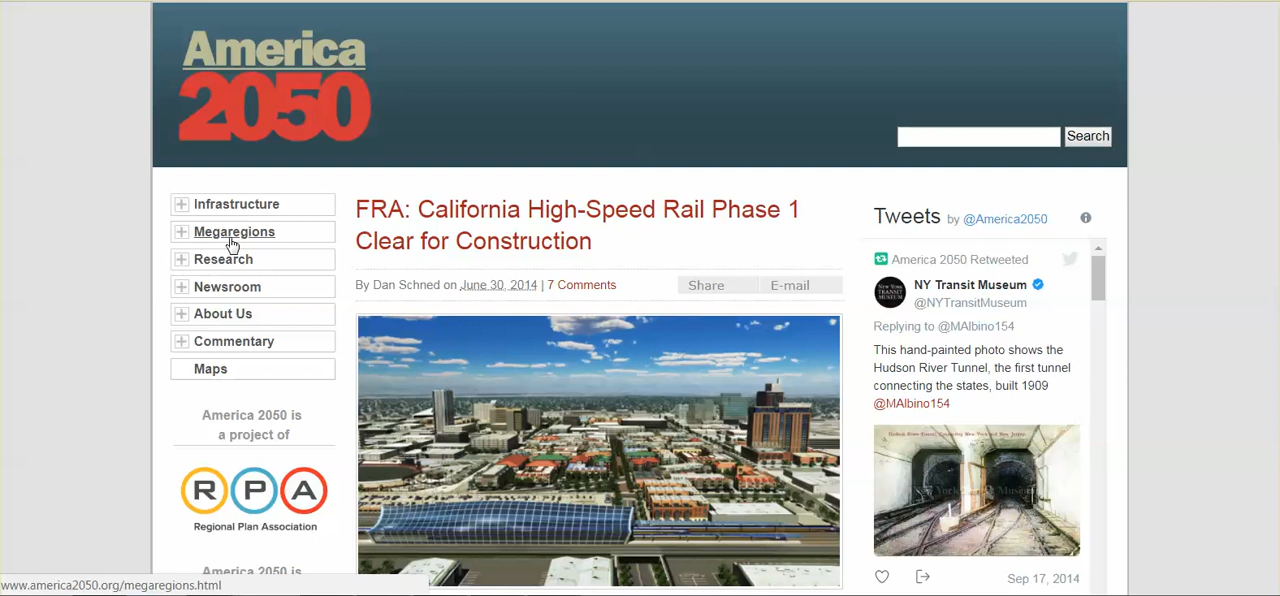 America
2050
Search
Infrastructure
Megaregions
Research
Newsroom
About Us
Commentary
Maps
America 2050 is
a project of
R P A
Regional Plan Association
America 2050 is
FRA: California High-Speed Rail Phase 1
Clear for Construction
By Dan Schned on June 30, 2014 | 7 Comments
Share
E-mail
Tweets by @America2050
America 2050 Retweeted
NY Transit Museum
@NYTransitMuseum
Replying to @MAlbino154
This hand-painted photo shows the
Hudson River Tunnel, the first tunnel
connecting the states, built 1909
@MAlbino154
Sep 17, 2014
www.america2050.org/megaregions.html